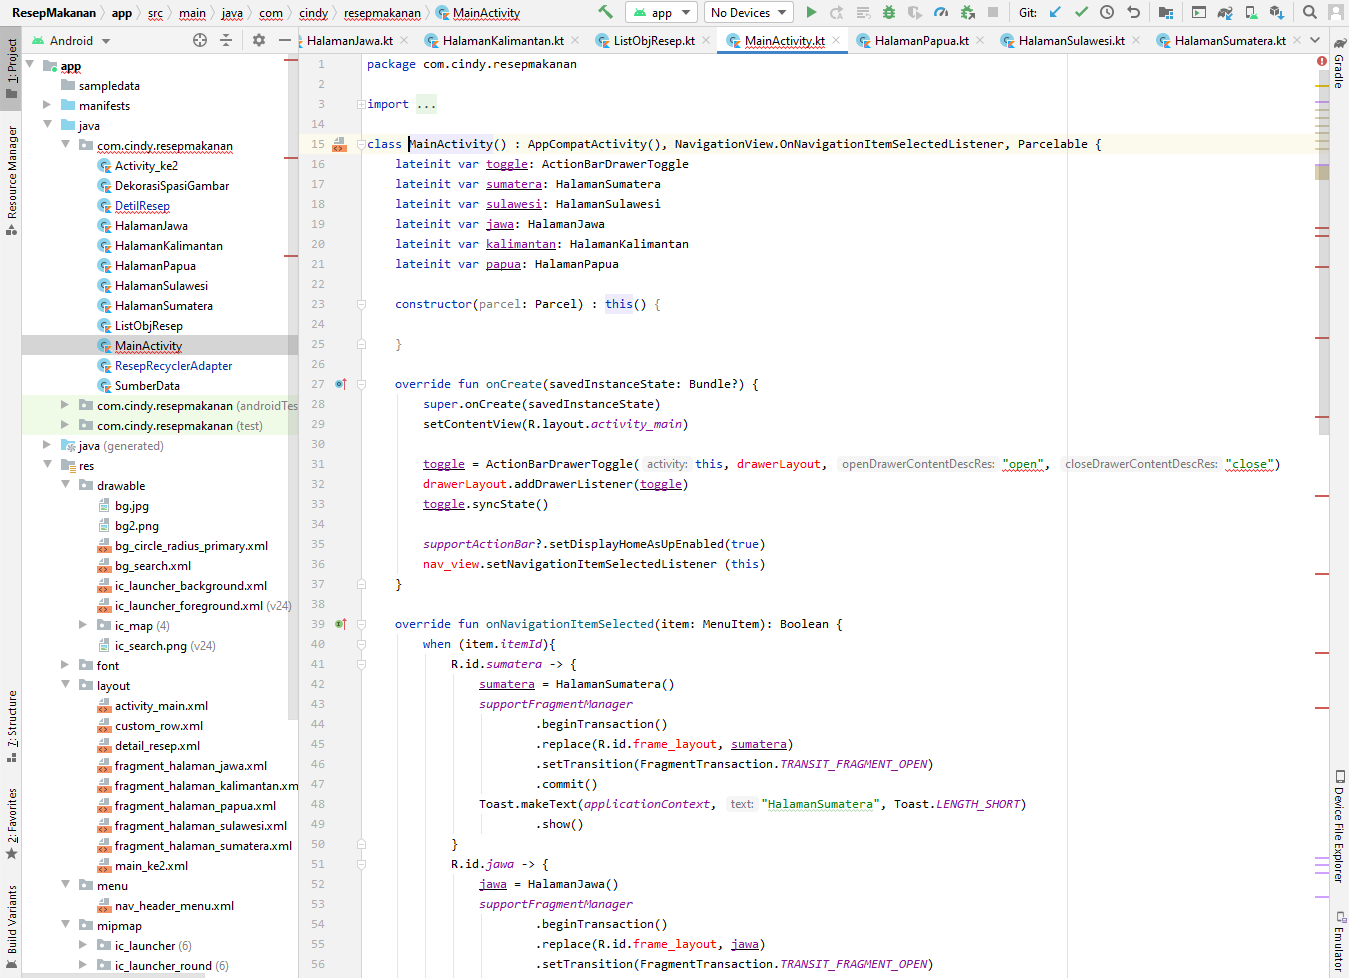 ResepMakanan app src main java com cindy resepmakanan MainActivity app No Devices Git:
Android HalamanJawa.kt HalamanKalimantan.kt ListObjResep.kt MainActivity.kt HalamanPapua.kt HalamanSulawesi.kt HalamanSumatera.kt
1: Project
Resource Manager
7: Structure
2: Favorites
Build Variants
app
sampledata
manifests
java
com.cindy.resepmakanan
Activity_ke2
DekorasiSpasiGambar
DetilResep
HalamanJawa
HalamanKalimantan
HalamanPapua
HalamanSulawesi
HalamanSumatera
ListObjResep
MainActivity
ResepRecyclerAdapter
SumberData
com.cindy.resepmakanan (androidTes
com.cindy.resepmakanan (test)
java (generated)
res
drawable
bg.jpg
bg2.png
bg_circle_radius_primary.xml
bg_search.xml
ic_launcher_background.xml
ic_launcher_foreground.xml (v24)
ic_map (4)
ic_search.png (v24)
font
layout
activity_main.xml
custom_row.xml
detail_resep.xml
fragment_halaman_jawa.xml
fragment_halaman_kalimantan.xm
fragment_halaman_papua.xml
fragment_halaman_sulawesi.xml
fragment_halaman_sumatera.xml
main_ke2.xml
menu
nav_header_menu.xml
mipmap
ic_launcher (6)
ic_launcher_round (6)
1 package com.cindy.resepmakanan
2
3 import ...
14
15 class MainActivity() : AppCompatActivity(), NavigationView.OnNavigationItemSelectedListener, Parcelable {
16 lateinit var toggle: ActionBarDrawerToggle
17 lateinit var sumatera: HalamanSumatera
18 lateinit var sulawesi: HalamanSulawesi
19 lateinit var jawa: HalamanJawa
20 lateinit var kalimantan: HalamanKalimantan
21 lateinit var papua: HalamanPapua
22
23 constructor(parcel: Parcel) : this() {
24
25 }
26
27 override fun onCreate(savedInstanceState: Bundle?) {
28 super.onCreate(savedInstanceState)
29 setContentView(R.layout.activity_main)
30
31 toggle = ActionBarDrawerToggle( activity: this, drawerLayout, openDrawerContentDescRes: "open", closeDrawerContentDescRes: "close")
32 drawerLayout.addDrawerListener(toggle)
33 toggle.syncState()
34
35 supportActionBar?.setDisplayHomeAsUpEnabled(true)
36 nav_view.setNavigationItemSelectedListener (this)
37 }
38
39 override fun onNavigationItemSelected(item: MenuItem): Boolean {
40 when (item.itemId){
41 R.id.sumatera -> {
42 sumatera = HalamanSumatera()
43 supportFragmentManager
44 .beginTransaction()
45 .replace(R.id.frame_layout, sumatera)
46 .setTransition(FragmentTransaction.TRANSIT_FRAGMENT_OPEN)
47 .commit()
48 Toast.makeText(applicationContext, text: "HalamanSumatera", Toast.LENGTH_SHORT)
49 .show()
50 }
51 R.id.jawa -> {
52 jawa = HalamanJawa()
53 supportFragmentManager
54 .beginTransaction()
55 .replace(R.id.frame_layout, jawa)
56 .setTransition(FragmentTransaction.TRANSIT_FRAGMENT_OPEN)
Gradle
Device File Explorer
Emulator